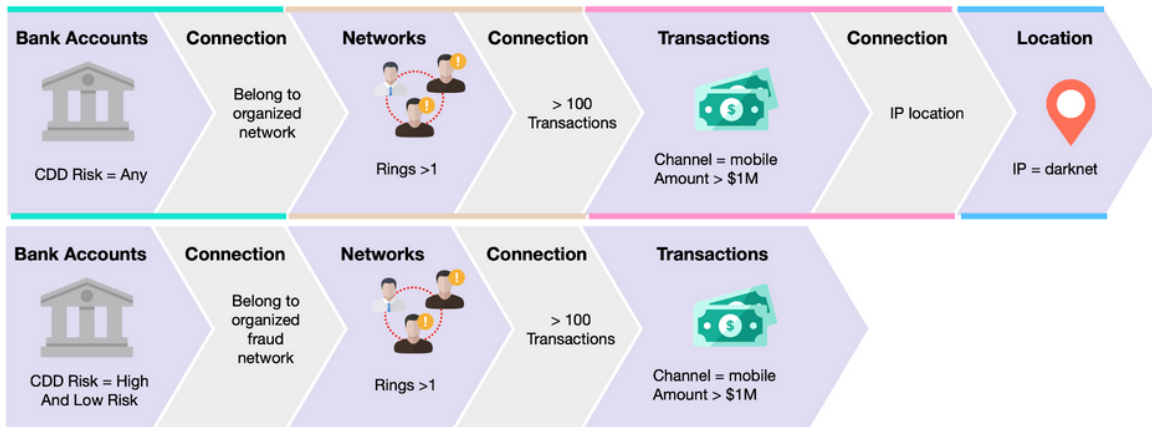 Bank Accounts
Connection
Networks
Connection
Transactions
Connection
Location
Belong to
organized
network
> 100
Transactions
$
IP location
CDD Risk = Any
Rings >1
Channel = mobile
Amount > $1M
IP = darknet
Bank Accounts
Connection
Networks
Connection
Transactions
Belong to
organized
fraud
network
> 100
Transactions
$
CDD Risk = High
And Low Risk
Rings >1
Channel = mobile
Amount > $1M